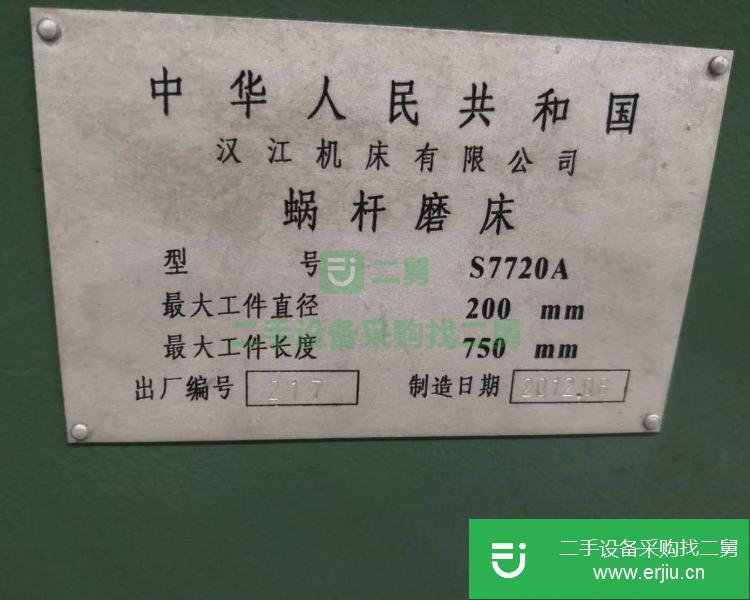 中华人民共和国
汉江机床有限公司
蜗杆磨床
型 号 S7720A
二舅
最大工件直径 200 mm
二手设备采购找二舅
最大工件长度 750 mm
出厂编号 217 制造日期
二手设备采购找二舅
www.erjiu.cn